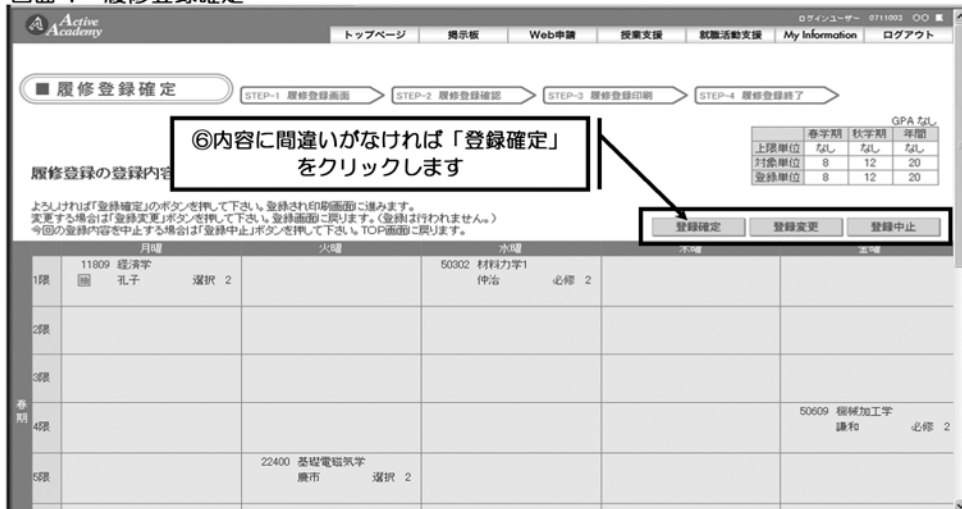 Active Academy
ログインユーザー 0711003 〇〇 ■
トップページ 掲示板 Web申請 授業支援 就職活動支援 My Information ログアウト
■ 履修登録確定
STEP-1 履修登録画面 STEP-2 履修登録確認 STEP-3 履修登録印刷 STEP-4 履修登録終了
⑥内容に間違いがなければ「登録確定」
をクリックします
GPA なし
春学期 秋学期 年間
上限単位 なし なし なし
対象単位 8 12 20
登録単位 8 12 20
履修登録の登録内容
よろしければ「登録確定」のボタンを押して下さい。登録され印刷画面に進みます。
変更する場合は「登録変更」ボタンを押して下さい。登録画面に戻ります。(登録は行われません。)
今回の登録内容を中止する場合は「登録中止」ボタンを押して下さい。TOP画面に戻ります。
登録確定 登録変更 登録中止
月曜 火曜 水曜 木曜 金曜
春期
1限
11809 経済学
孔子 選択 2
50302 材料力学1
仲治 必修 2
2限
3限
4限
50609 機械加工学
謙和 必修 2
5限
22400 基礎電磁気学
廣市 選択 2